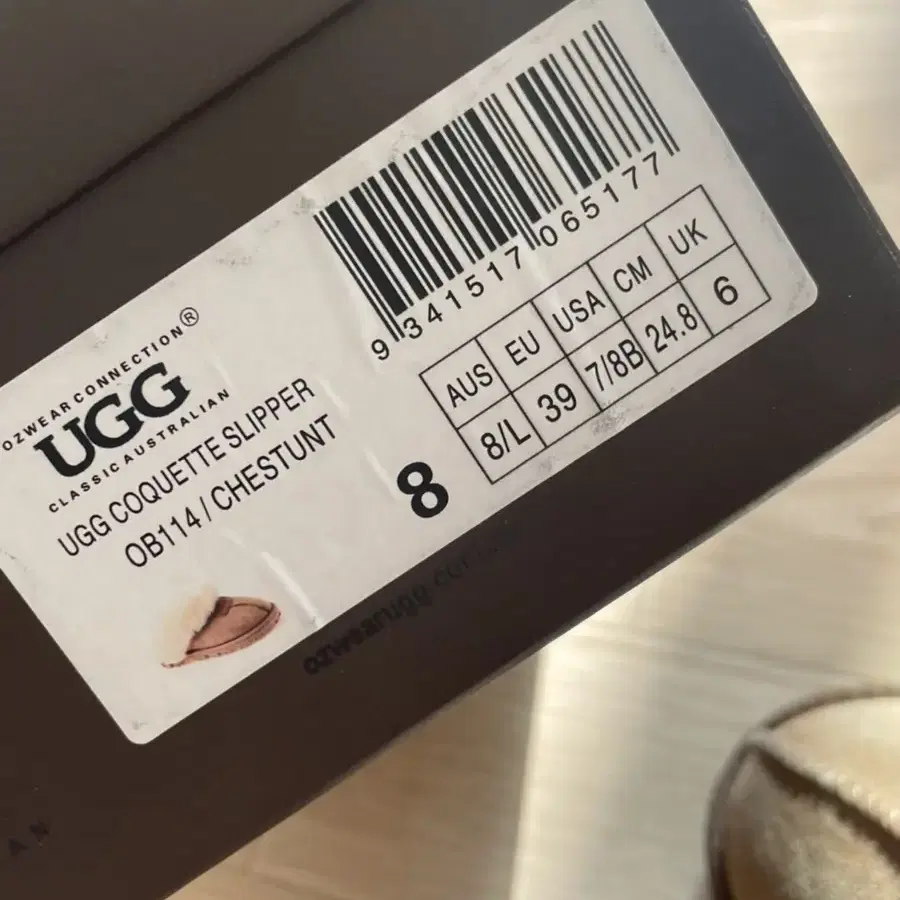 OZWEAR CONNECTION®
UGG
CLASSIC AUSTRALIAN
UGG COQUETTE SLIPPER
OB114 / CHESTUNT
9 341517 065177
8
AUS EU USA CM UK
8/L 39 7/8B 24.8 6
ozwearugg.com.au